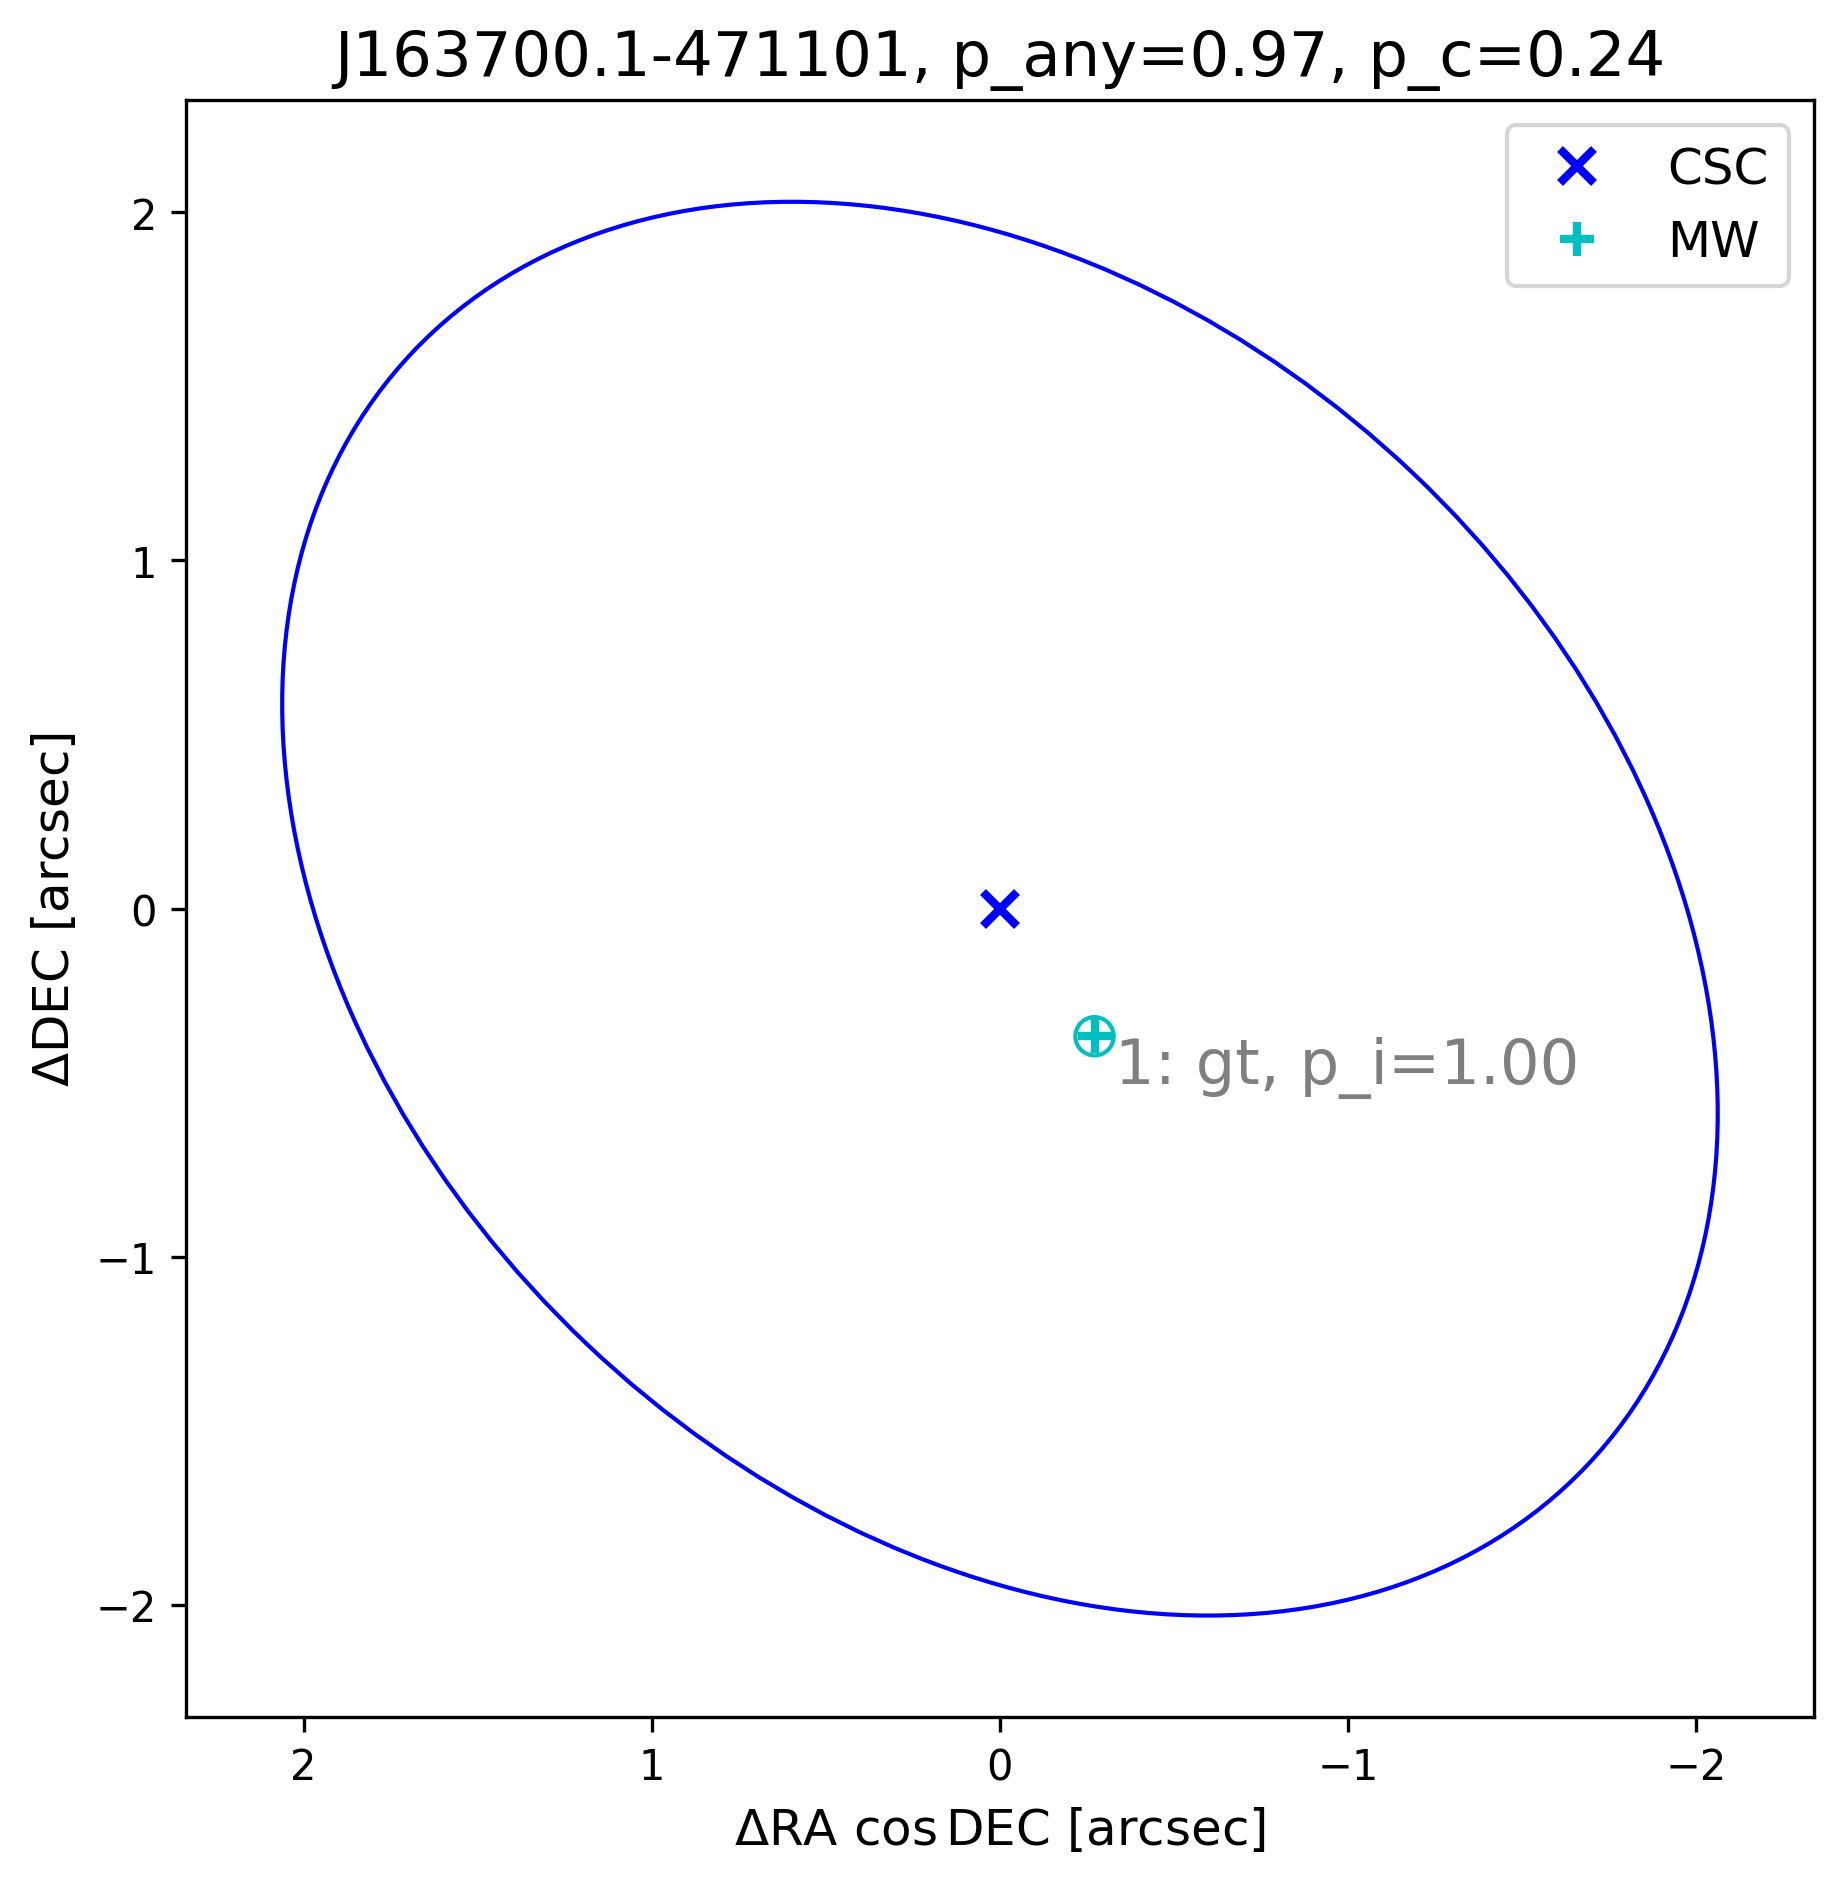 J163700.1-471101, p_any=0.97, p_c=0.24
CSC
MW
2
1
0
−1
−2
1: gt, p_i=1.00
2
1
0
−1
−2
ΔDEC [arcsec]
ΔRA cos DEC [arcsec]